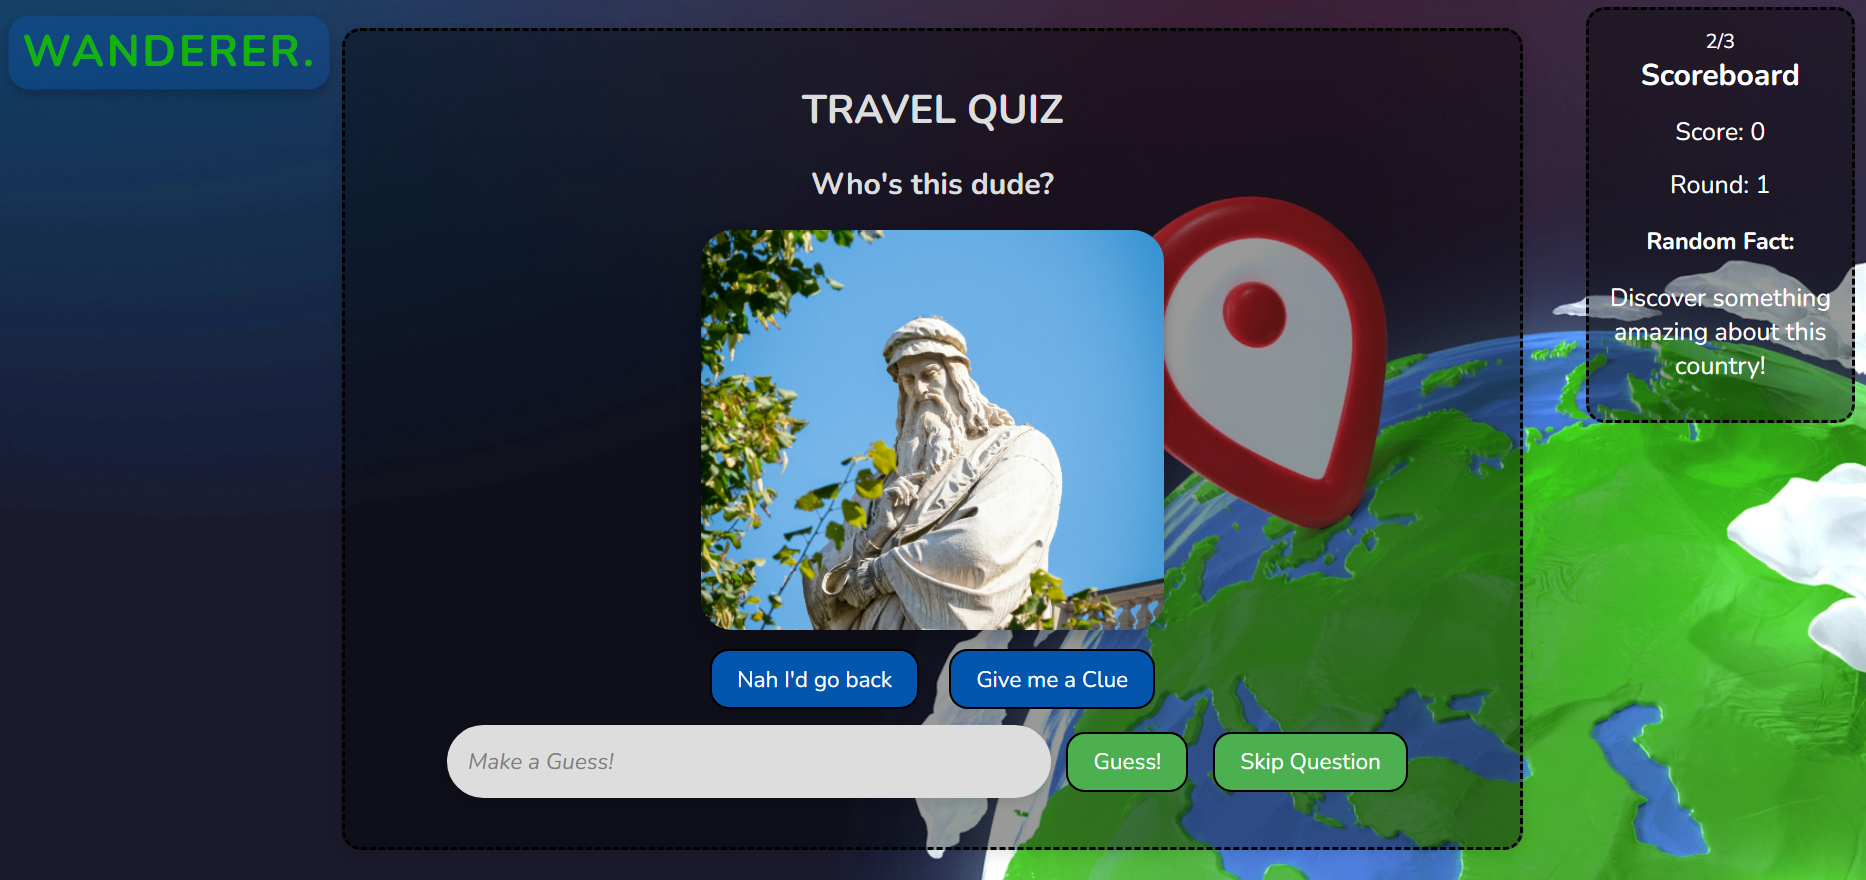 WANDERER.
TRAVEL QUIZ
Who's this dude?
Nah I'd go back
Give me a Clue
Make a Guess!
Guess!
Skip Question
2/3
Scoreboard
Score: 0
Round: 1
Random Fact:
Discover something
amazing about this
country!